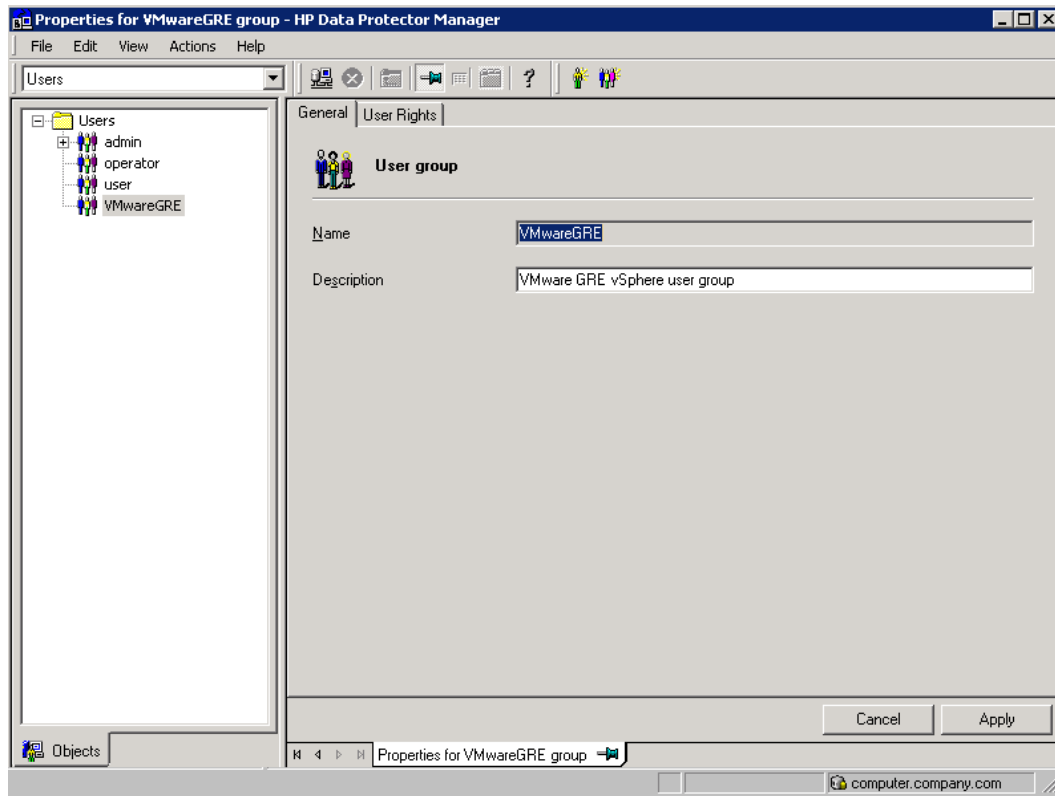 Properties for VMwareGRE group - HP Data Protector Manager
File Edit View Actions Help
Users
Users
admin
operator
user
VMwareGRE
General User Rights
User group
Name VMwareGRE
Description VMware GRE vSphere user group
Cancel Apply
Objects
Properties for VMwareGRE group
computer.company.com